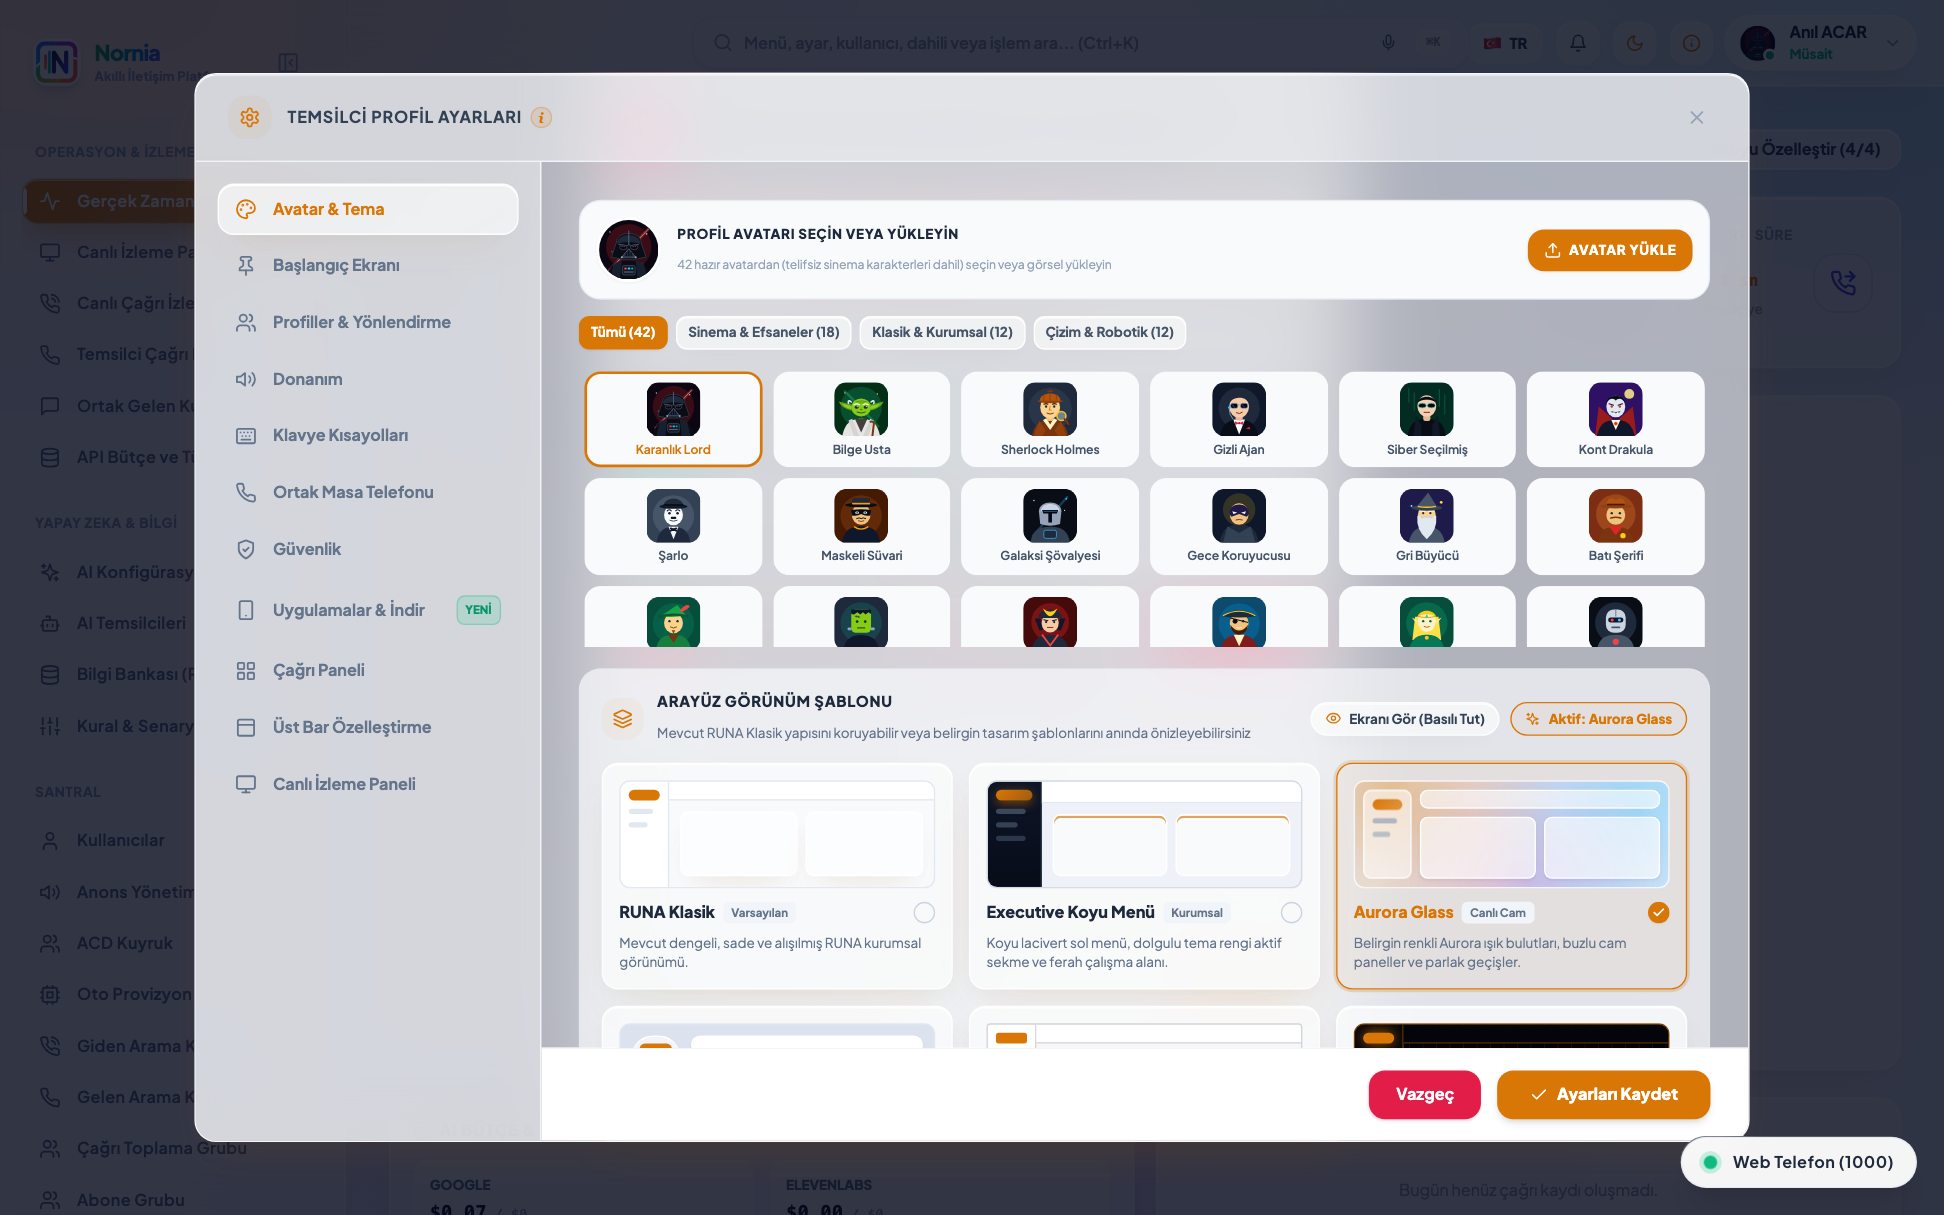 Nornia
Akıllı İletişim
Menü, ayar, kullanıcı, dahili veya işlem ara... (Ctrl+K)
⌘K
TR
Anıl ACAR
Müsait
TEMSİLCİ PROFİL AYARLARI
i
Özelleştir (4/4)
SÜRE
OPERASYON & İZLEME
Gerçek Zaman
Canlı İzleme
Canlı Çağrı
Temsilci Çağrı
Ortak Gelen
API Bütçe ve
YAPAY ZEKA & BİLGİ
AI
AI Temsilcileri
Bilgi Bankası
Kural &
SANTRAL
Kullanıcılar
Anons
ACD Kuyruk
Oto Provizyon
Giden Arama
Gelen Arama
Çağrı Toplama Grubu
Abone Grubu
Avatar & Tema
Başlangıç Ekranı
Profiller & Yönlendirme
Donanım
Klavye Kısayolları
Ortak Masa Telefonu
Güvenlik
Uygulamalar & İndir
YENİ
Çağrı Paneli
Üst Bar Özelleştirme
Canlı İzleme Paneli
PROFİL AVATARI SEÇİN VEYA YÜKLEYİN
42 hazır avatardan (telifsiz sinema karakterleri dahil) seçin veya görsel yükleyin
AVATAR YÜKLE
Tümü (42)
Sinema & Efsaneler (18)
Klasik & Kurumsal (12)
Çizim & Robotik (12)
Karanlık Lord
Bilge Usta
Sherlock Holmes
Gizli Ajan
Siber Seçilmiş
Kont Drakula
Şarlo
Maskeli Süvari
Galaksi Şövalyesi
Gece Koruyucusu
Gri Büyücü
Batı Şerifi
ARAYÜZ GÖRÜNÜM ŞABLONU
Mevcut RUNA Klasik yapısını koruyabilir veya belirgin tasarım şablonlarını anında önizleyebilirsiniz
Ekranı Gör (Basılı Tut)
Aktif: Aurora Glass
RUNA Klasik
Varsayılan
Mevcut dengeli, sade ve alışılmış RUNA kurumsal
görünümü.
Executive Koyu Menü
Kurumsal
Koyu lacivert sol menü, dolgulu tema rengi aktif
sekme ve ferah çalışma alanı.
Aurora Glass
Canlı Cam
Belirgin renkli Aurora ışık bulutları, buzlu cam
paneller ve parlak geçişler.
Vazgeç
Ayarları Kaydet
Web Telefon (1000)
GOOGLE
$0.07 / $0
ELEVENLABS
$0.00 / $0
Bugün henüz çağrı kaydı oluşmadı.